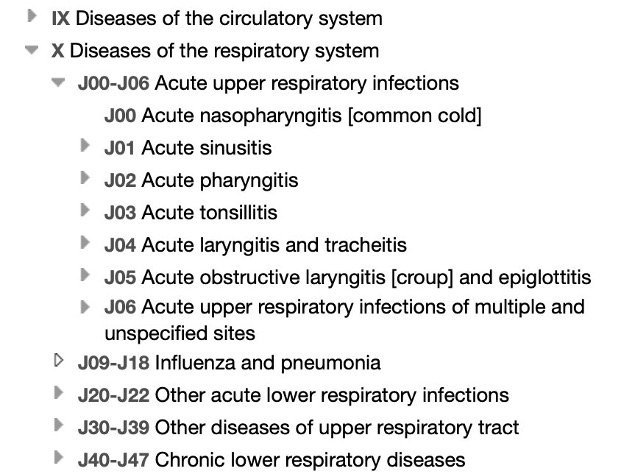 IX Diseases of the circulatory system
X Diseases of the respiratory system
J00-J06 Acute upper respiratory infections
J00 Acute nasopharyngitis [common cold]
J01 Acute sinusitis
J02 Acute pharyngitis
J03 Acute tonsillitis
J04 Acute laryngitis and tracheitis
J05 Acute obstructive laryngitis [croup] and epiglottitis
J06 Acute upper respiratory infections of multiple and
unspecified sites
J09-J18 Influenza and pneumonia
J20-J22 Other acute lower respiratory infections
J30-J39 Other diseases of upper respiratory tract
J40-J47 Chronic lower respiratory diseases